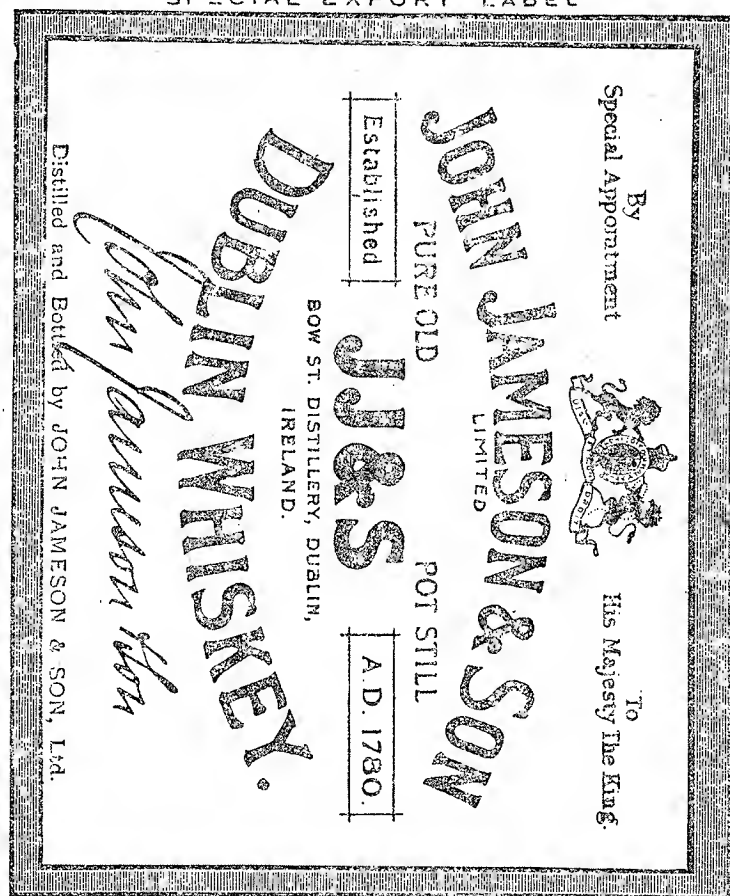 SPECIAL EXPORT LABEL
By To
Special Appointment His Majesty The King.
JOHN JAMESON & SON
LIMITED
PURE OLD POT STILL
Established JJ&S A.D. 1780.
BOW ST. DISTILLERY, DUBLIN,
IRELAND.
DUBLIN WHISKEY.
John Jameson & Son
Distilled and Bottled by JOHN JAMESON & SON, Ltd.